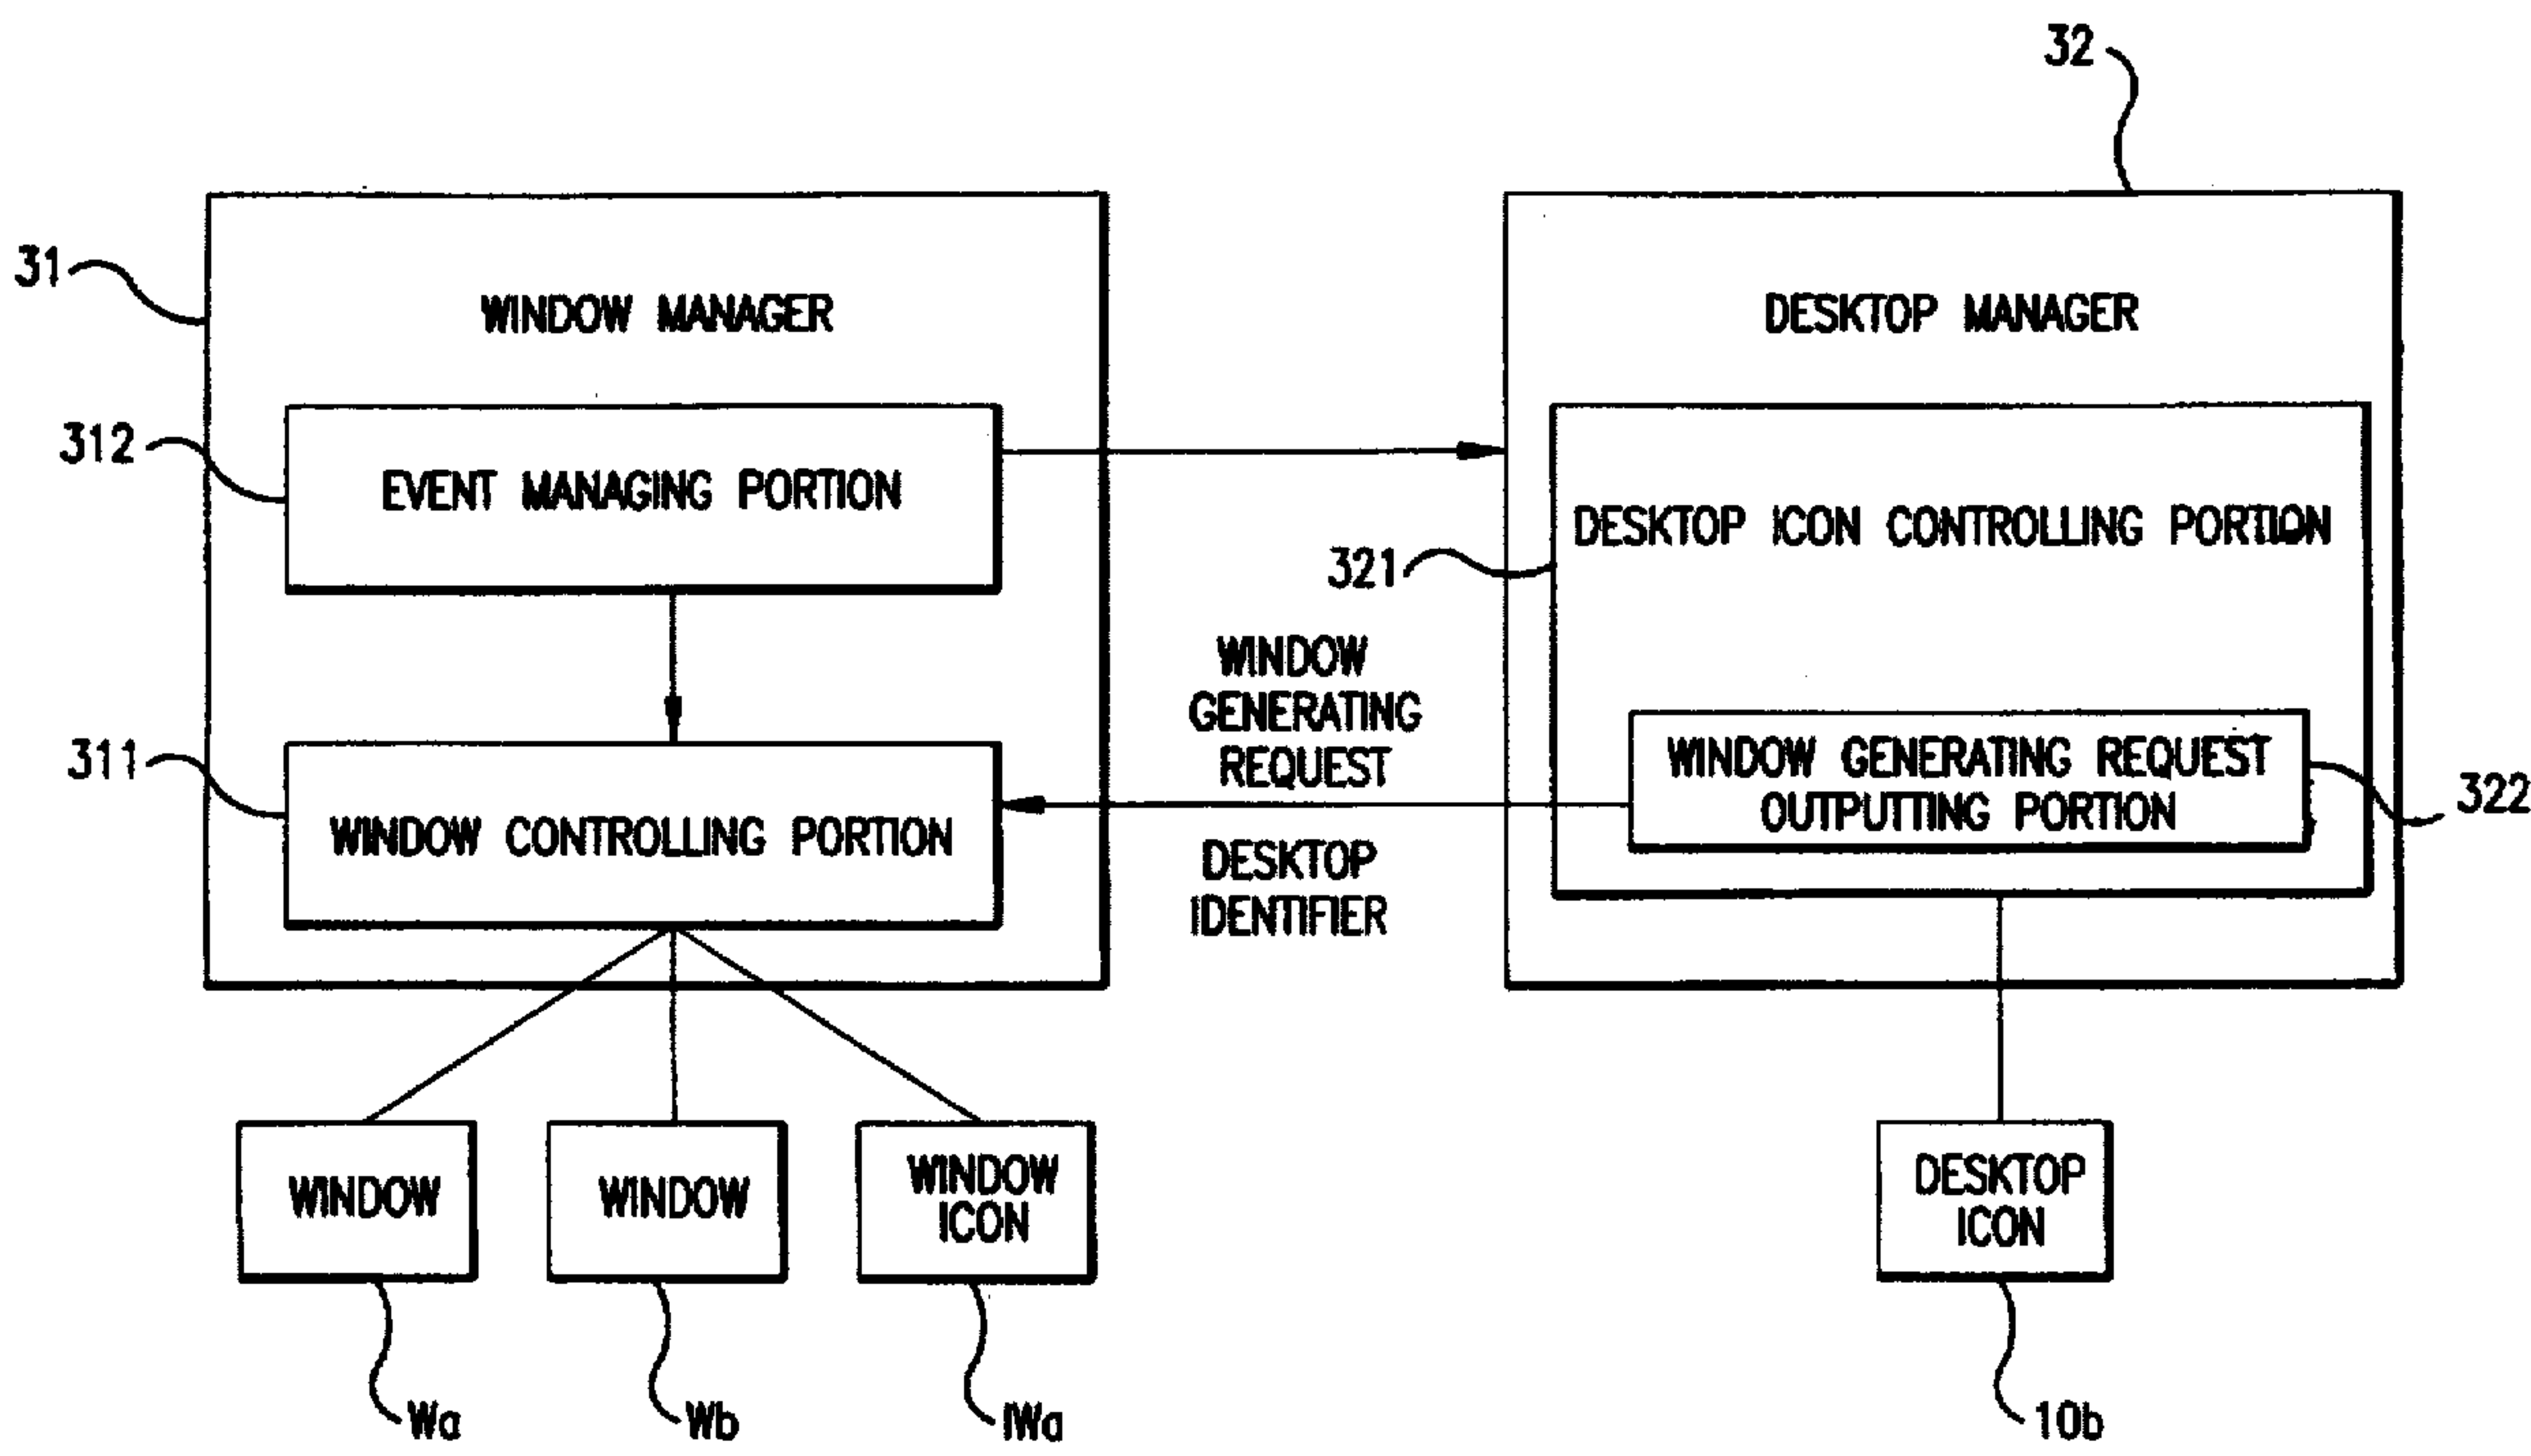 32
31
WINDOW MANAGER
DESKTOP MANAGER
312
EVENT MANAGING PORTION
DESKTOP ICON CONTROLLING PORTION
321
WINDOW
GENERATING
REQUEST
311
WINDOW CONTROLLING PORTION
WINDOW GENERATING REQUEST
OUTPUTTING PORTION
322
DESKTOP
IDENTIFIER
WINDOW
WINDOW
WINDOW
ICON
DESKTOP
ICON
Wa
Wb
IWa
10b